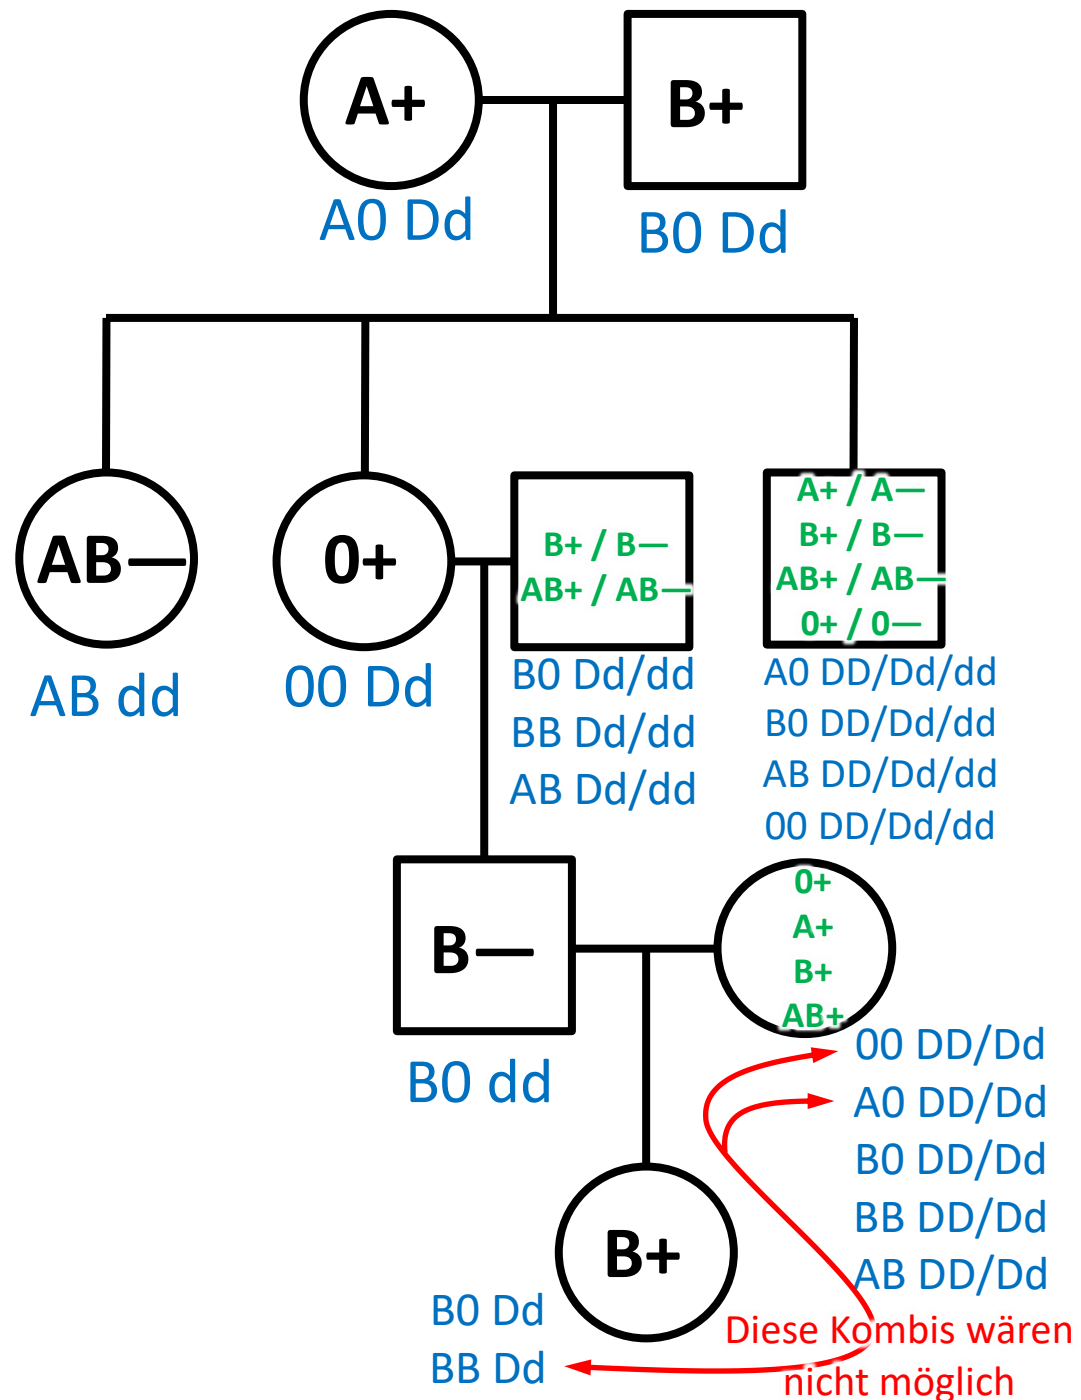 A+
B+
A0 Dd
B0 Dd
AB—
0+
B+ / B—
AB+ / AB—
A+ / A—
B+ / B—
AB+ / AB—
0+ / 0—
AB dd
00 Dd
B0 Dd/dd
BB Dd/dd
AB Dd/dd
A0 DD/Dd/dd
B0 DD/Dd/dd
AB DD/Dd/dd
00 DD/Dd/dd
B—
0+
A+
B+
AB+
B0 dd
00 DD/Dd
A0 DD/Dd
B0 DD/Dd
BB DD/Dd
AB DD/Dd
B+
B0 Dd
BB Dd
Diese Kombis wären
nicht möglich